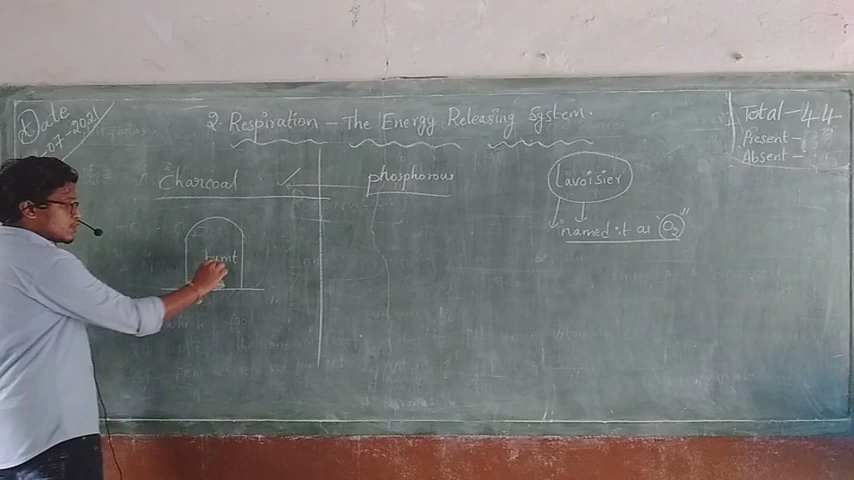 Date
-07-2021
2. Respiration - The Energy Releasing System.
Total - 44
Present -
Absent -
Charcoal
phosphorous
Lavoisier
"named it as O2"
burnt